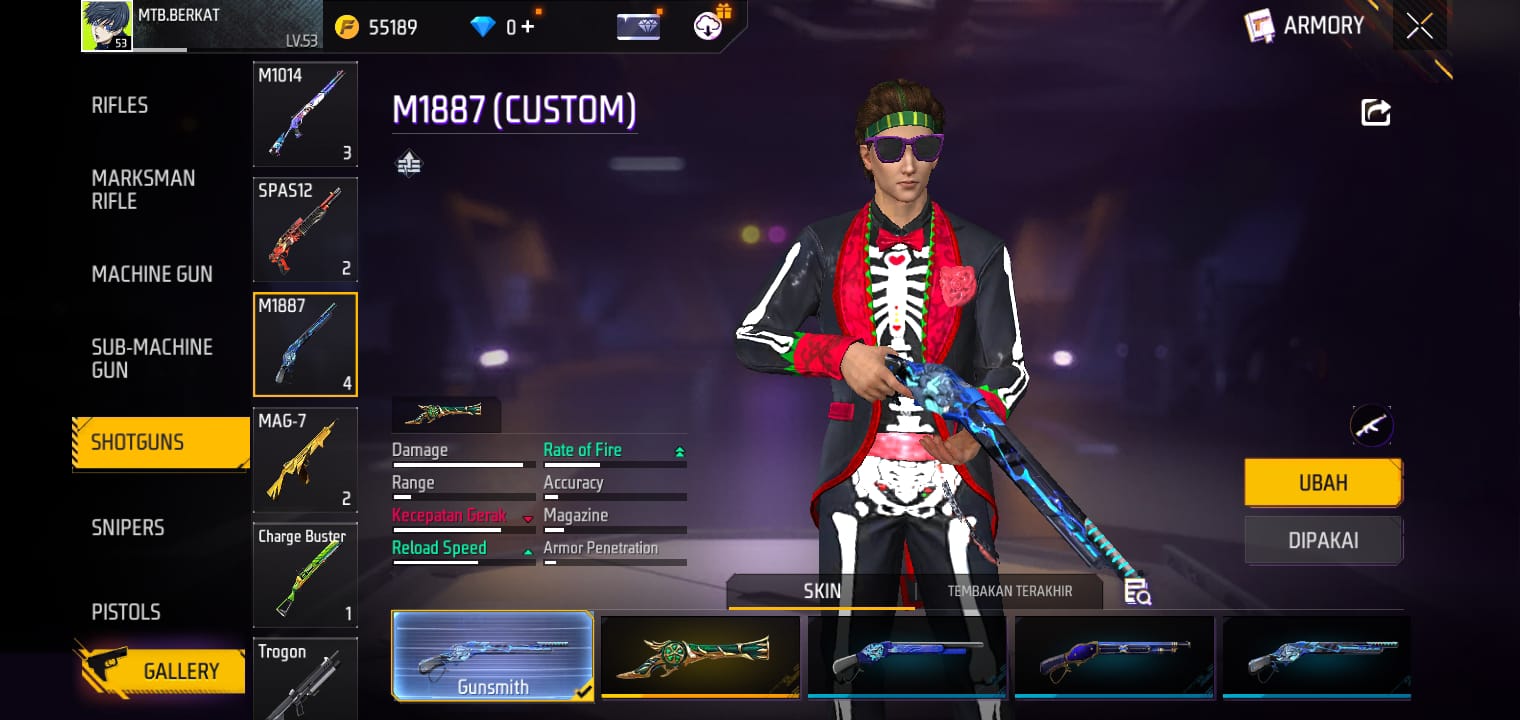 MTB.BERKAT
53
LV.53
55189
0+
ARMORY
RIFLES
MARKSMAN
RIFLE
MACHINE GUN
SUB-MACHINE
GUN
SHOTGUNS
SNIPERS
PISTOLS
GALLERY
M1014
3
SPAS12
2
M1887
4
MAG-7
2
Charge Buster
1
Trogon
M1887 (CUSTOM)
Damage
Rate of Fire
Range
Accuracy
Kecepatan Gerak
Magazine
Reload Speed
Armor Penetration
UBAH
DIPAKAI
SKIN
TEMBAKAN TERAKHIR
Gunsmith